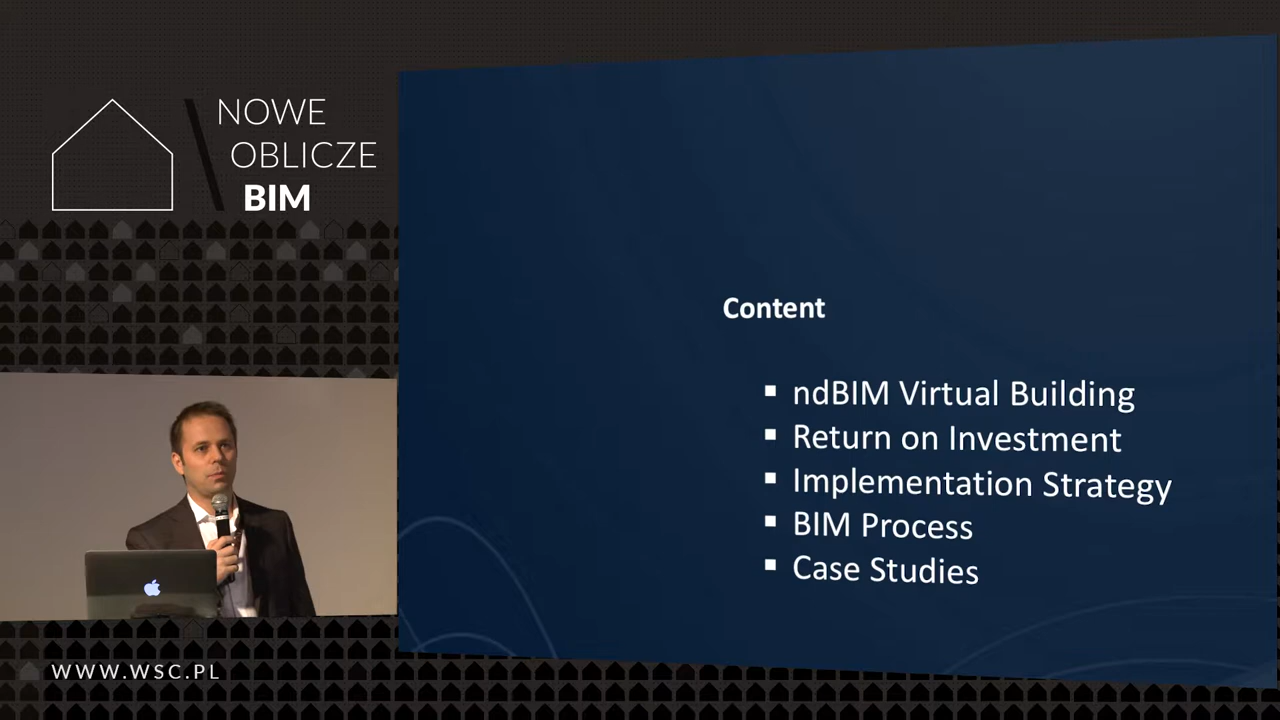 NOWE
OBLICZE
BIM
Content
▪ ndBIM Virtual Building
▪ Return on Investment
▪ Implementation Strategy
▪ BIM Process
▪ Case Studies
WWW.WSC.PL